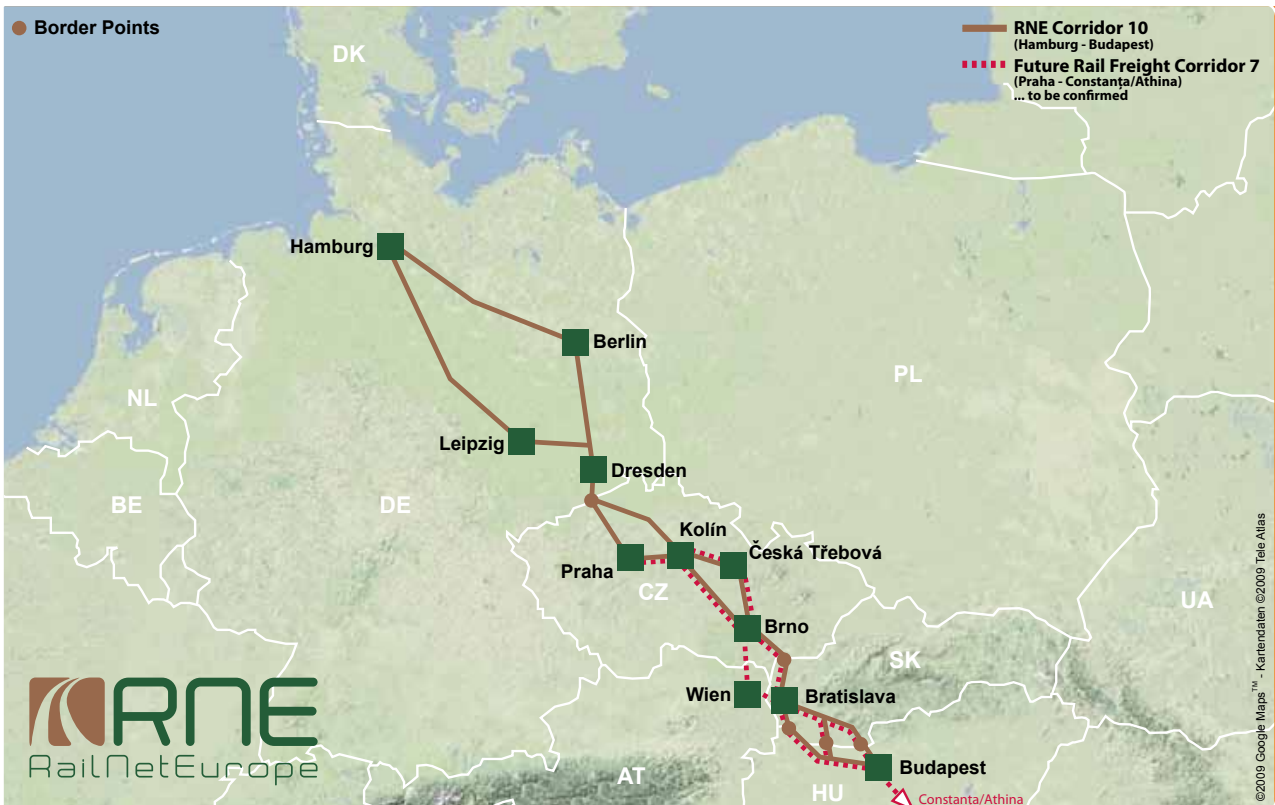 Border Points
RNE Corridor 10
(Hamburg - Budapest)
Future Rail Freight Corridor 7
(Praha - Constanța/Athina)
... to be confirmed
DK
Hamburg
Berlin
PL
NL
Leipzig
Dresden
BE
DE
Kolín
Česká Třebová
Praha
CZ
UA
Brno
SK
Wien
Bratislava
RNE
RailNetEurope
Budapest
AT
HU
Constanta/Athina
©2009 Google Maps™ - Kartendaten ©2009 Tele Atlas